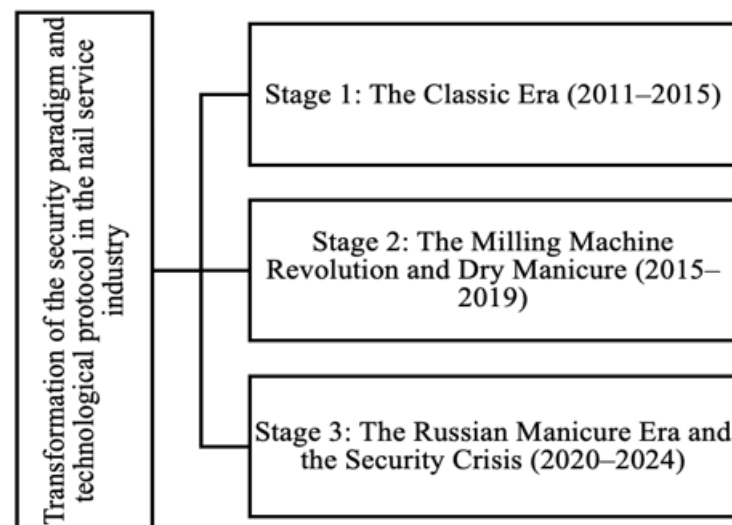 Transformation of the security paradigm and
technological protocol in the nail service
industry
Stage 1: The Classic Era (2011–2015)
Stage 2: The Milling Machine
Revolution and Dry Manicure (2015–
2019)
Stage 3: The Russian Manicure Era and
the Security Crisis (2020–2024)